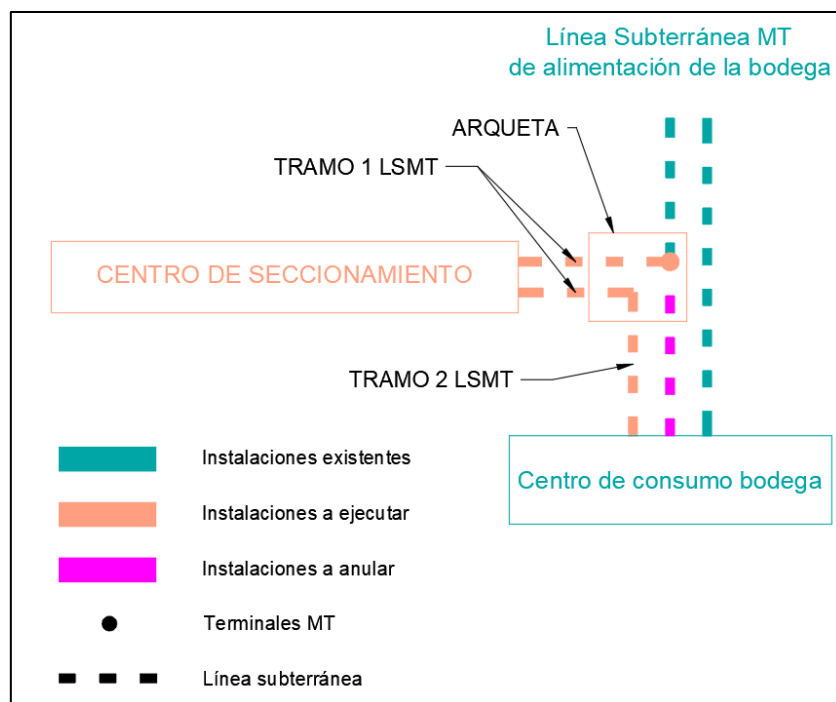 Línea Subterránea MT
de alimentación de la bodega
ARQUETA
TRAMO 1 LSMT
CENTRO DE SECCIONAMIENTO
TRAMO 2 LSMT
Centro de consumo bodega
Instalaciones existentes
Instalaciones a ejecutar
Instalaciones a anular
Terminales MT
Línea subterránea